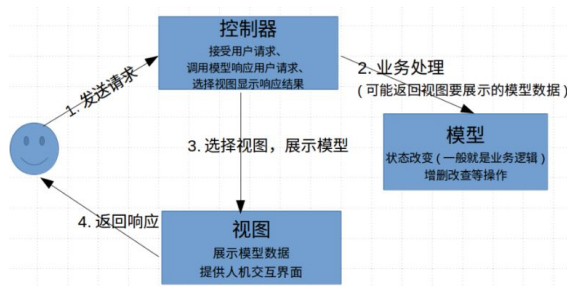 控制器
接受用户请求、
调用模型响应用户请求、
选择视图显示响应结果
1. 发送请求
2. 业务处理
(可能返回视图要展示的模型数据)
模型
状态改变(一般就是业务逻辑)
增删改查等操作
3. 选择视图，展示模型
4. 返回响应
视图
展示模型数据
提供人机交互界面